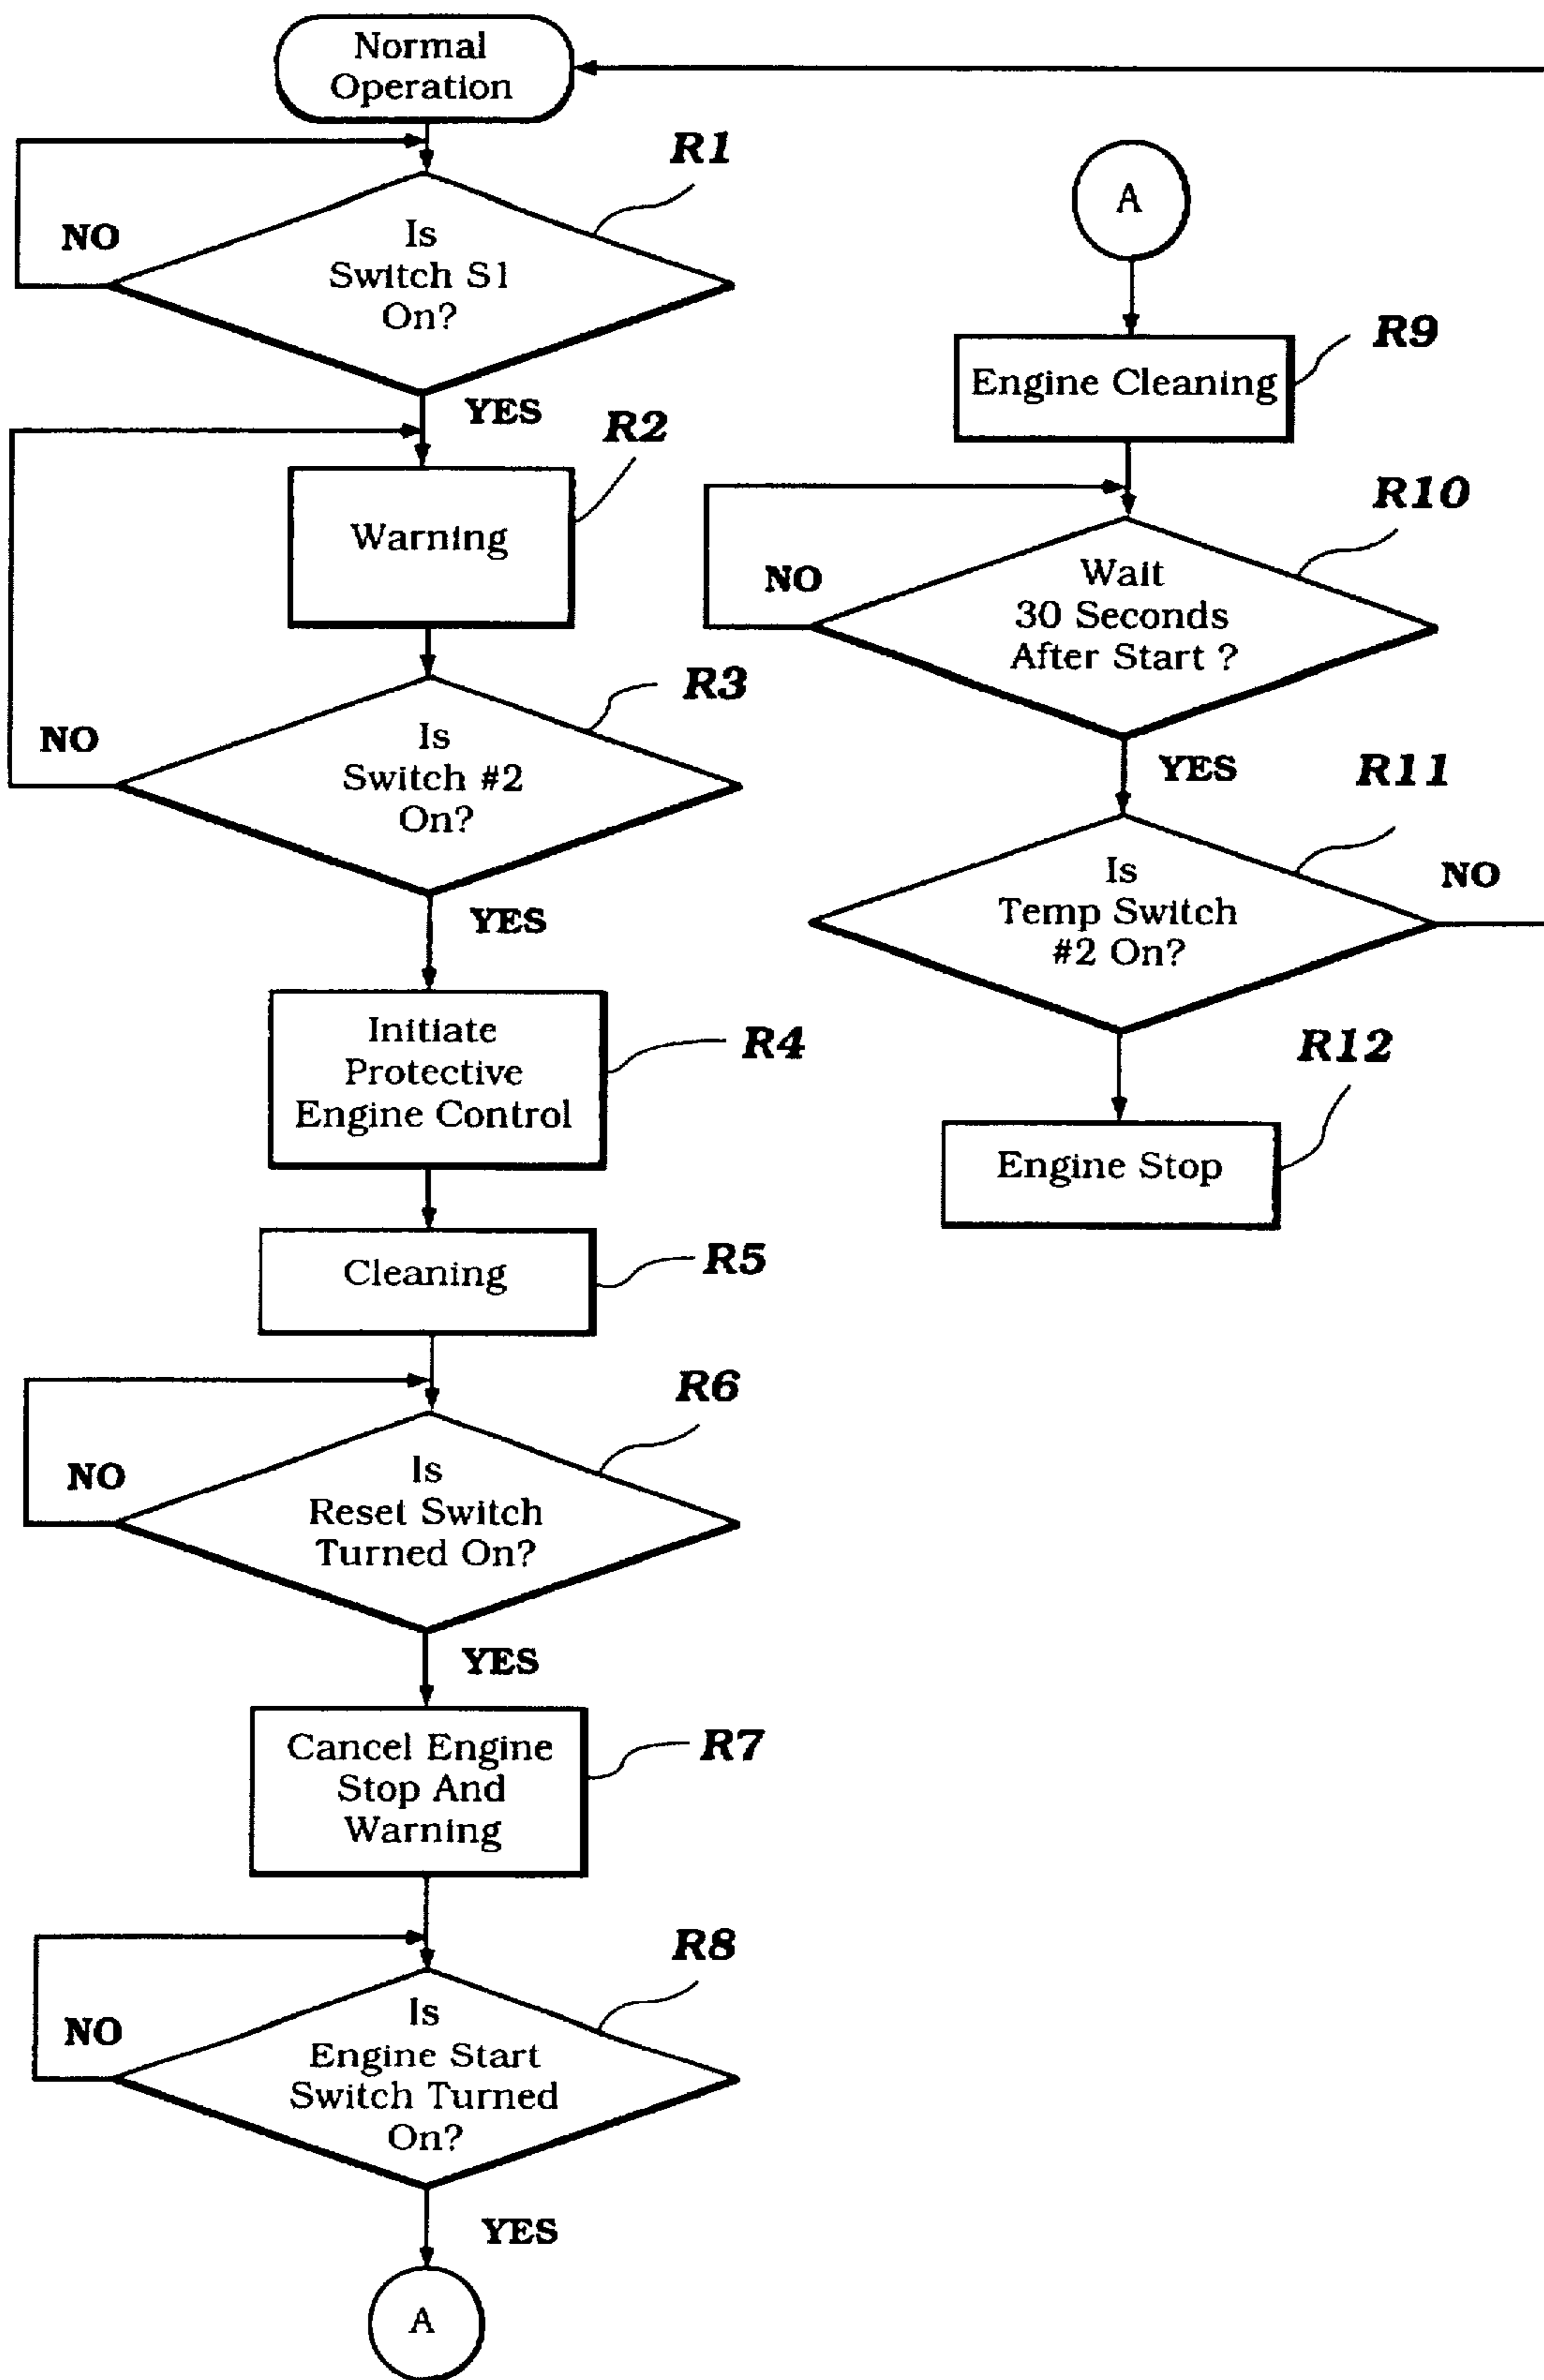 Normal
Operation
R1
NO
Is
Switch S1
On?
YES
R2
Warning
R3
NO
Is
Switch #2
On?
YES
Initiate
Protective
Engine Control
R4
Cleaning
R5
R6
NO
Is
Reset Switch
Turned On?
YES
Cancel Engine
Stop And
Warning
R7
R8
NO
Is
Engine Start
Switch Turned
On?
YES
A
A
R9
Engine Cleaning
R10
NO
Wait
30 Seconds
After Start ?
YES
R11
Is
Temp Switch
#2 On?
NO
R12
Engine Stop